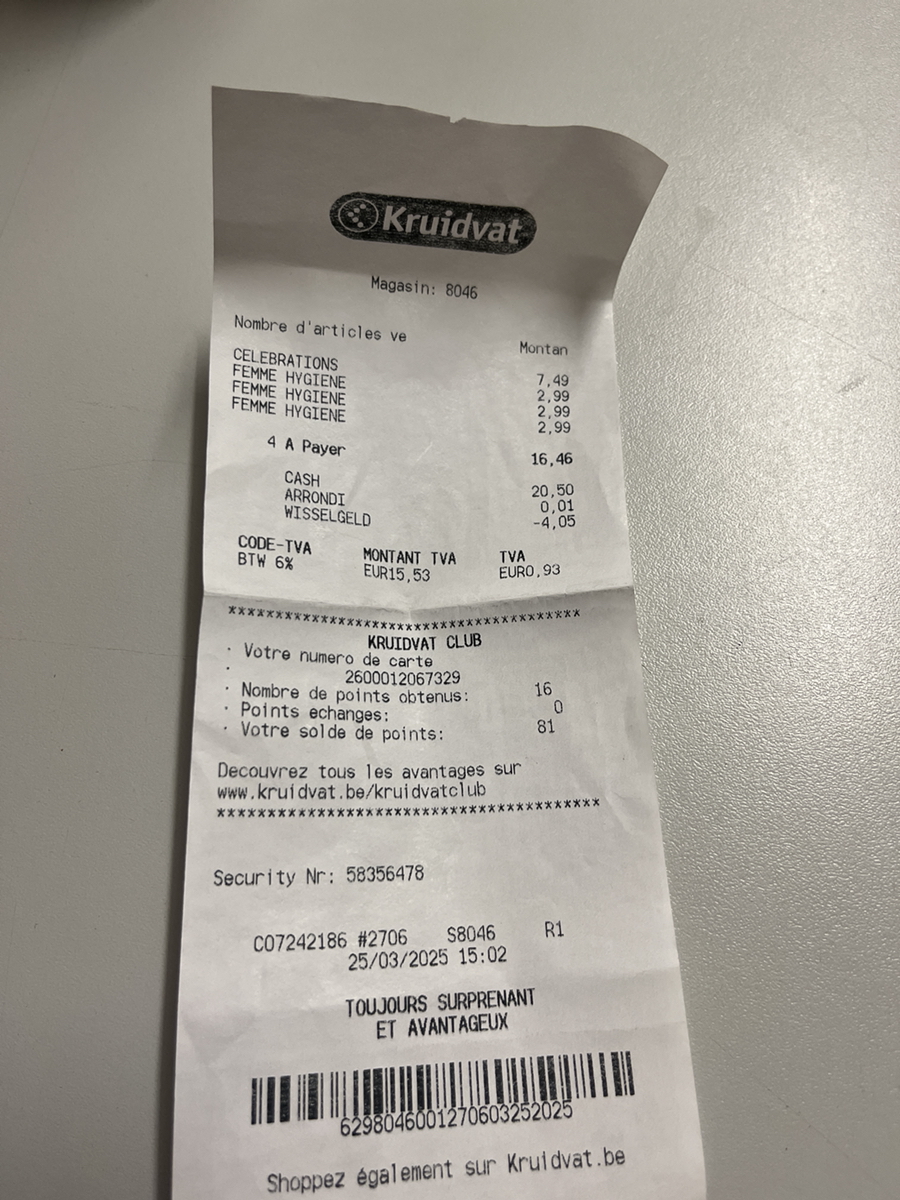 Kruidvat
Magasin: 8046
Nombre d'articles ve Montan
CELEBRATIONS 7,49
FEMME HYGIENE 2,99
FEMME HYGIENE 2,99
FEMME HYGIENE 2,99
4 A Payer 16,46
CASH 20,50
ARRONDI 0,01
WISSELGELD -4,05
CODE-TVA MONTANT TVA TVA
BTW 6% EUR15,53 EUR0,93
****************************************
KRUIDVAT CLUB
· Votre numero de carte
· 2600012067329
· Nombre de points obtenus: 16
· Points echanges: 0
· Votre solde de points: 81
Decouvrez tous les avantages sur
www.kruidvat.be/kruidvatclub
****************************************
Security Nr: 58356478
C07242186 #2706 S8046 R1
25/03/2025 15:02
TOUJOURS SURPRENANT
ET AVANTAGEUX
6298046001270603252025
Shoppez également sur Kruidvat.be